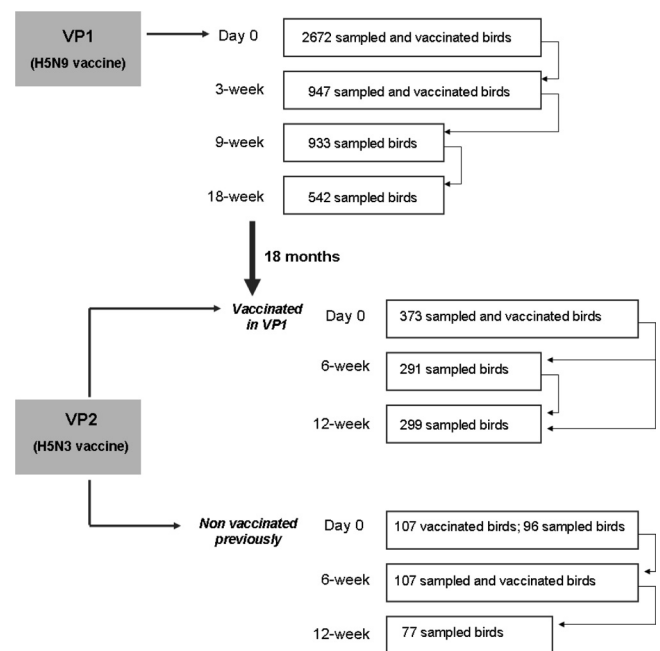 VP1
(H5N9 vaccine)
Day 0
2672 sampled and vaccinated birds
3-week
947 sampled and vaccinated birds
9-week
933 sampled birds
18-week
542 sampled birds
18 months
Vaccinated
in VP1
Day 0
373 sampled and vaccinated birds
6-week
291 sampled birds
12-week
299 sampled birds
VP2
(H5N3 vaccine)
Non vaccinated
previously
Day 0
107 vaccinated birds; 96 sampled birds
6-week
107 sampled and vaccinated birds
12-week
77 sampled birds